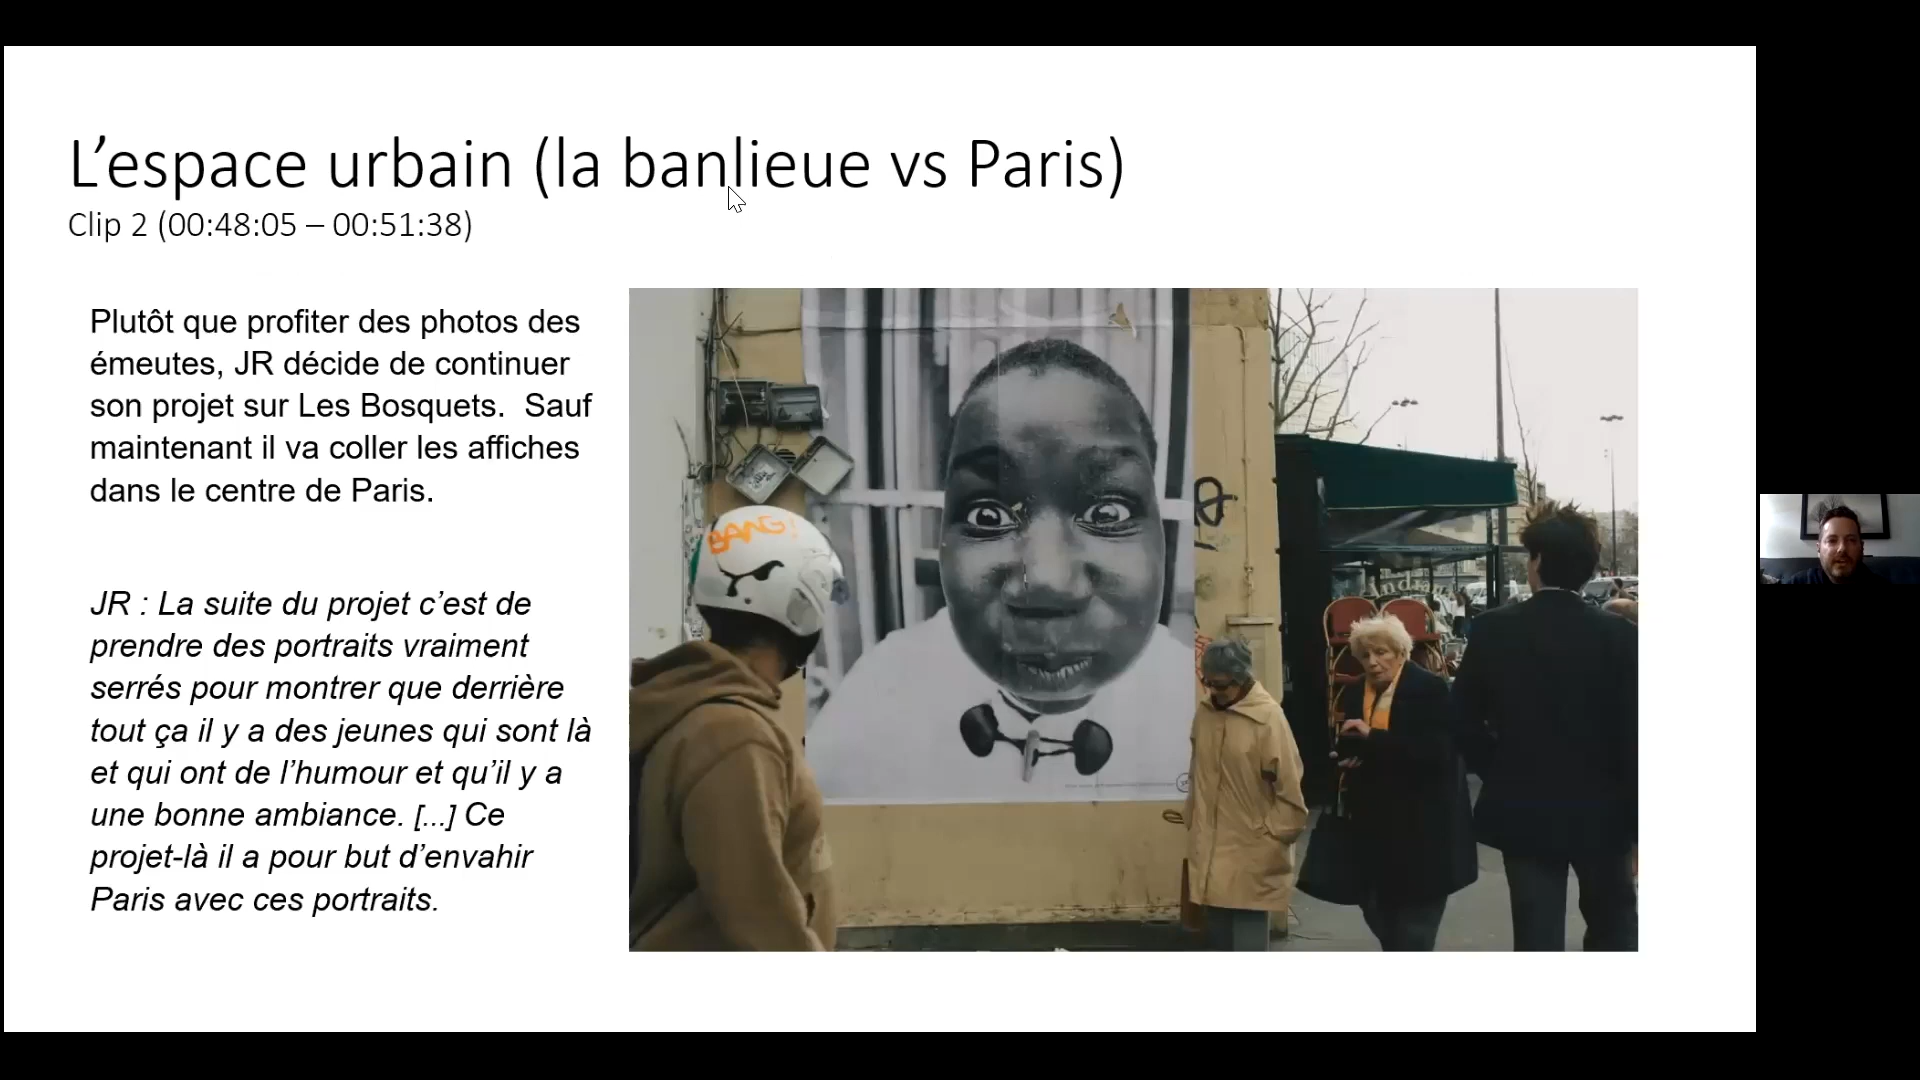 L’espace urbain (la banlieue vs Paris)
Clip 2 (00:48:05 – 00:51:38)
Plutôt que profiter des photos des
émeutes, JR décide de continuer
son projet sur Les Bosquets.  Sauf
maintenant il va coller les affiches
dans le centre de Paris.
JR : La suite du projet c’est de
prendre des portraits vraiment
serrés pour montrer que derrière
tout ça il y a des jeunes qui sont là
et qui ont de l’humour et qu’il y a
une bonne ambiance. [...] Ce
projet-là il a pour but d’envahir
Paris avec ces portraits.
BANG!